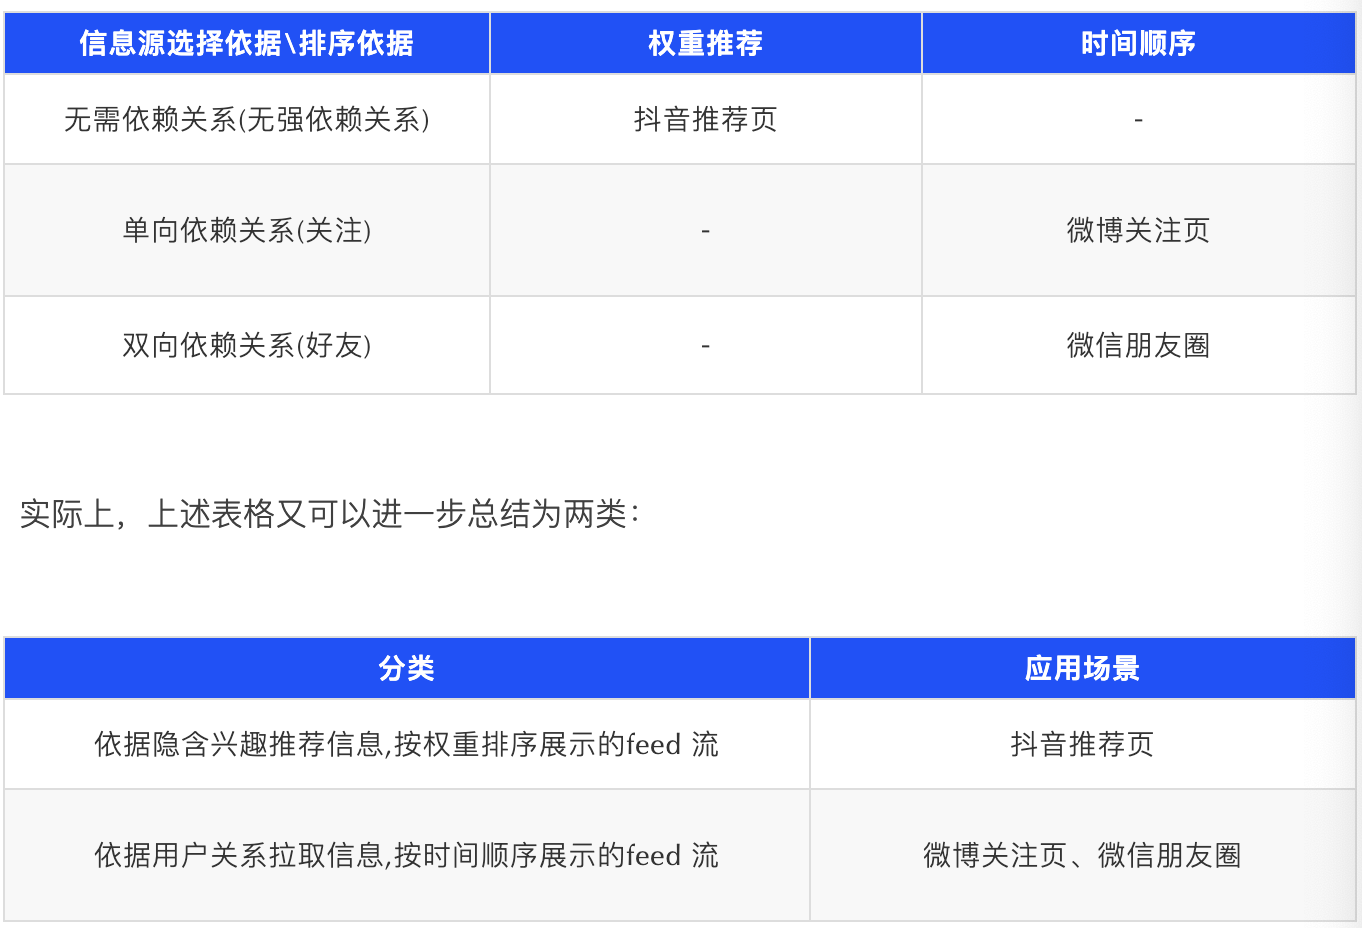 信息源选择依据\排序依据 权重推荐 时间顺序
无需依赖关系(无强依赖关系) 抖音推荐页 -
单向依赖关系(关注) - 微博关注页
双向依赖关系(好友) - 微信朋友圈
实际上，上述表格又可以进一步总结为两类：
分类 应用场景
依据隐含兴趣推荐信息,按权重排序展示的feed 流 抖音推荐页
依据用户关系拉取信息,按时间顺序展示的feed 流 微博关注页、微信朋友圈